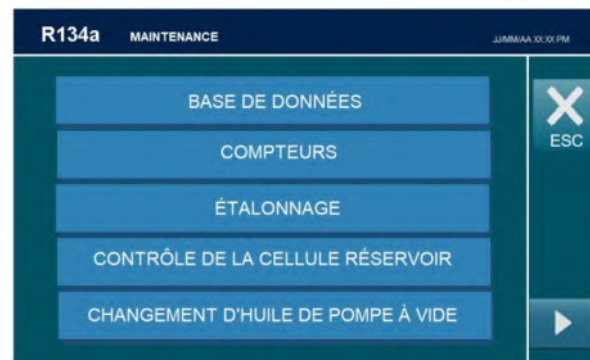 R134a MAINTENANCE JJ/MM/AA XX:XX PM
BASE DE DONNÉES
ESC
COMPTEURS
ÉTALONNAGE
CONTRÔLE DE LA CELLULE RÉSERVOIR
CHANGEMENT D'HUILE DE POMPE À VIDE